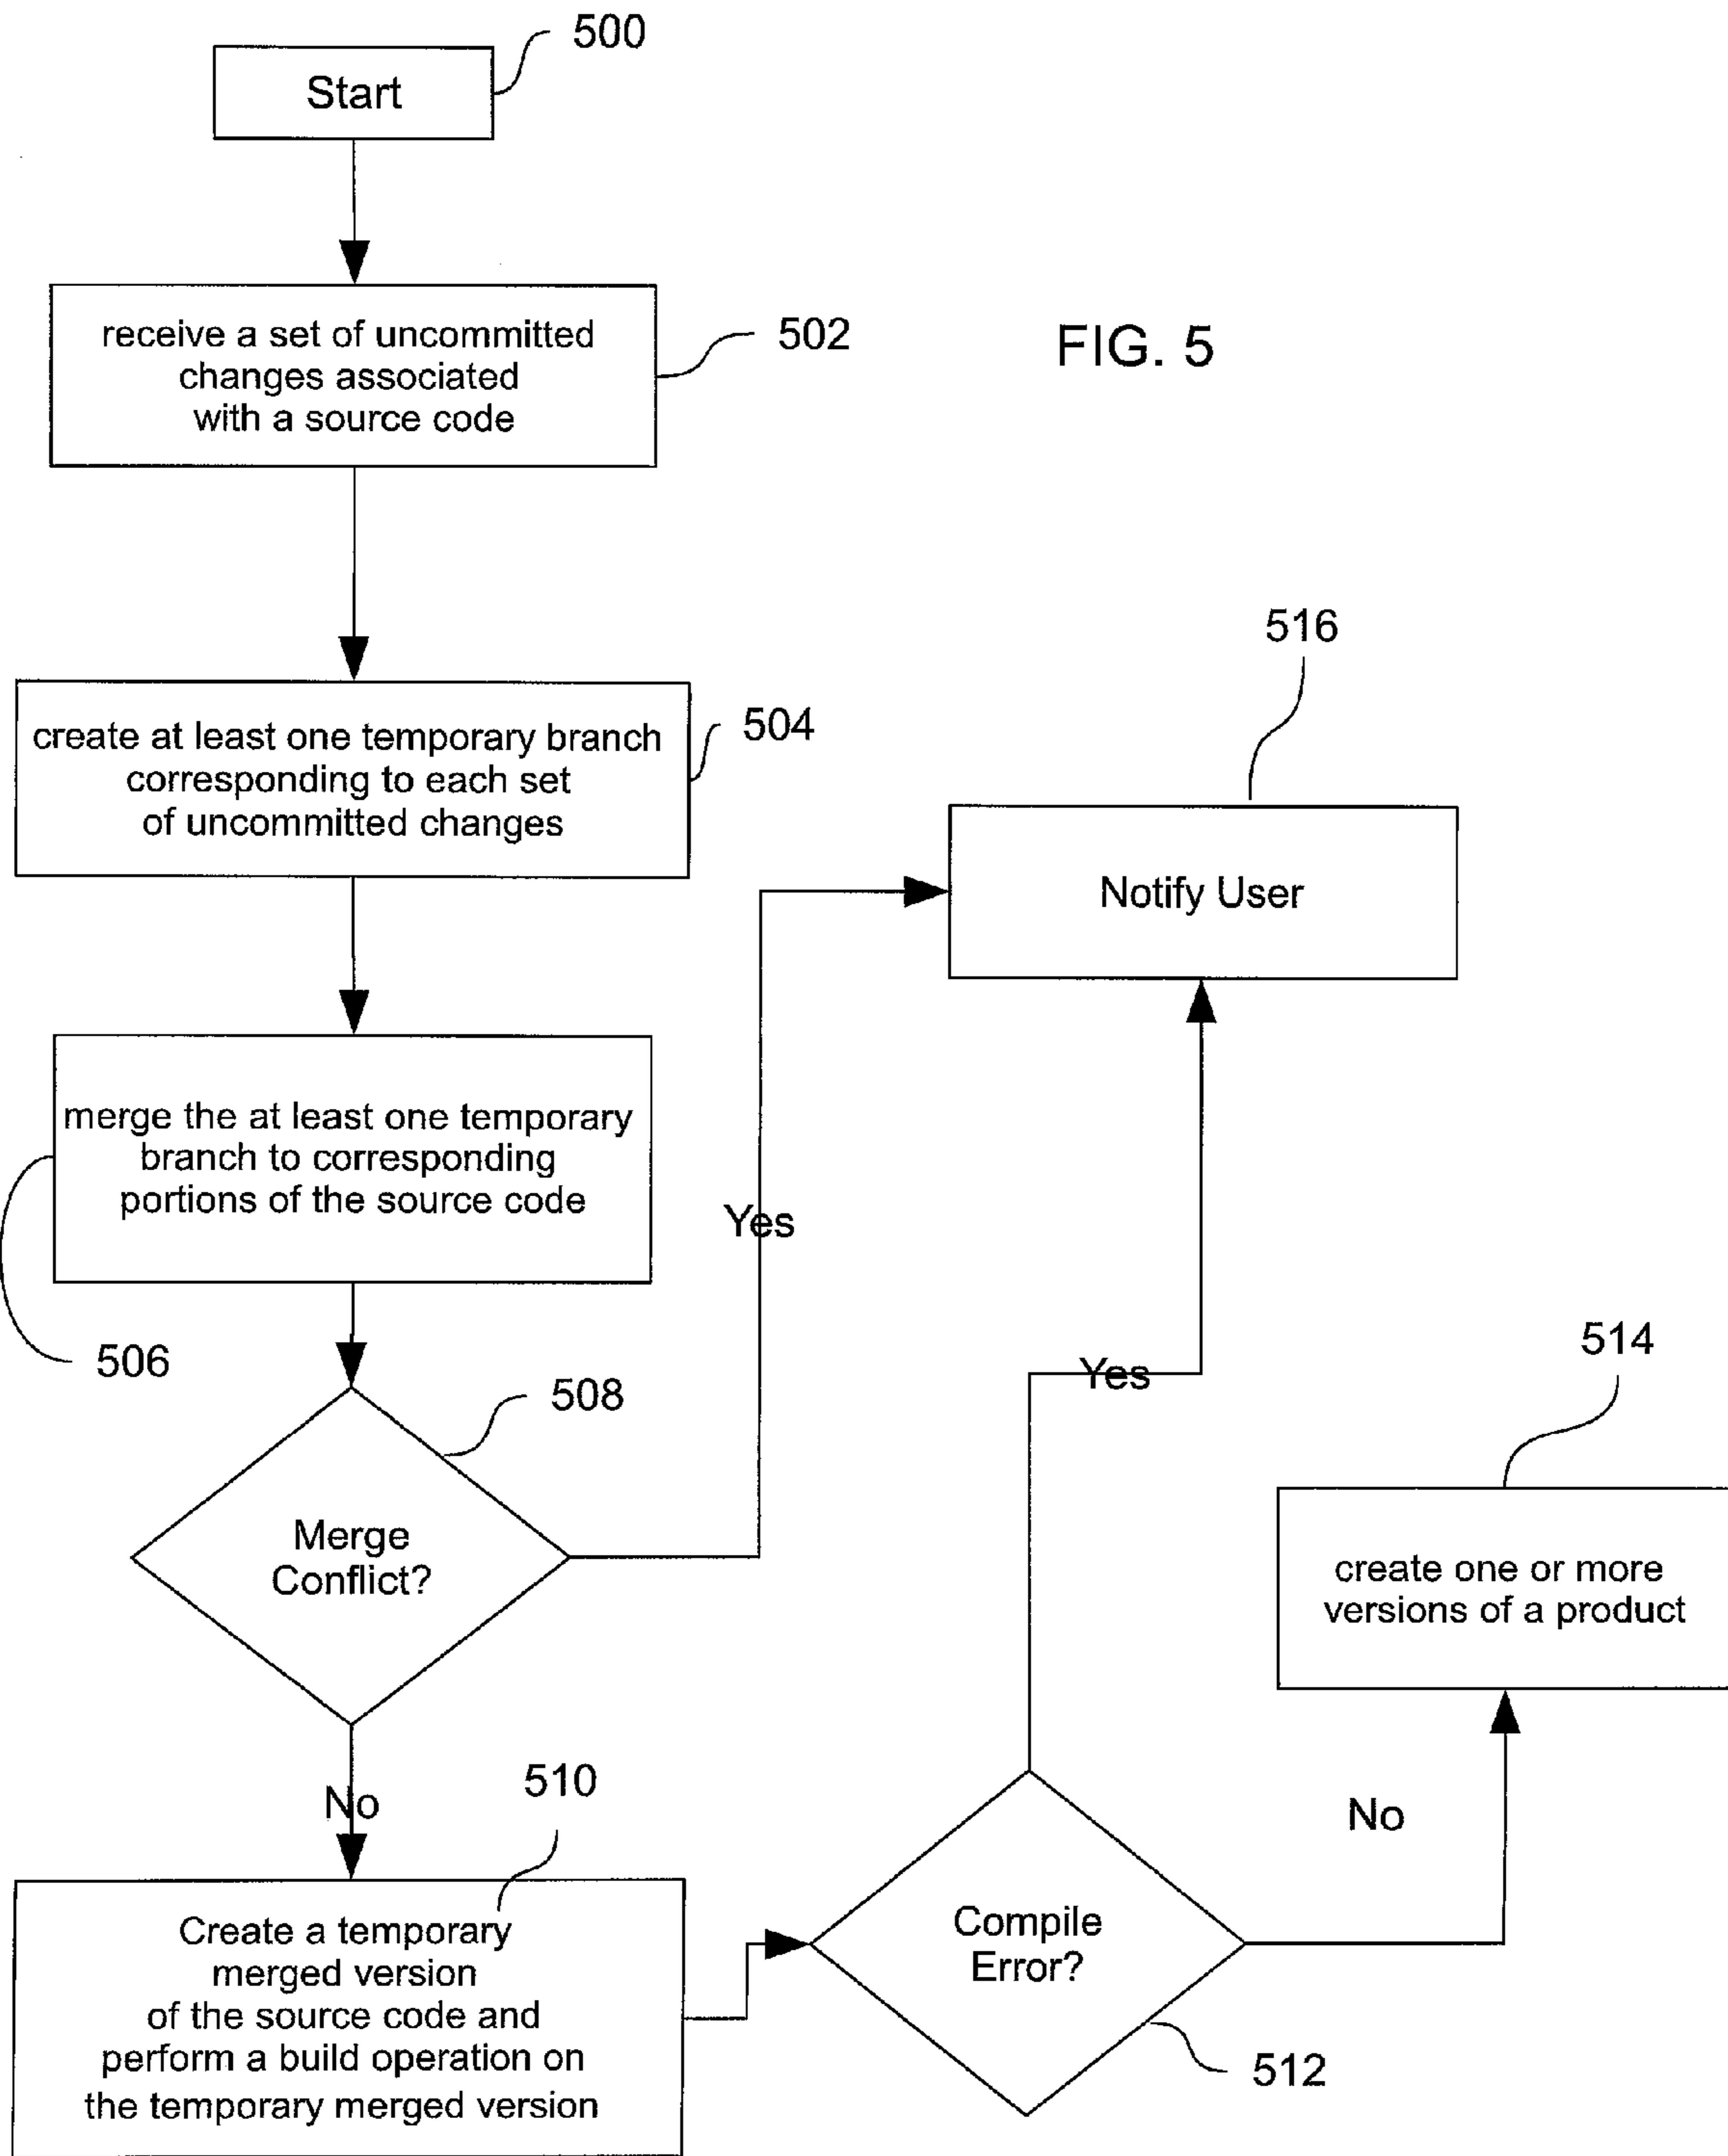 500
Start
502
receive a set of uncommitted
changes associated
with a source code
FIG. 5
504
create at least one temporary branch
corresponding to each set
of uncommitted changes
516
Notify User
merge the at least one temporary
branch to corresponding
portions of the source code
506
Yes
508
Merge
Conflict?
Yes
514
create one or more
versions of a product
No
510
Create a temporary
merged version
of the source code and
perform a build operation on
the temporary merged version
Compile
Error?
No
512